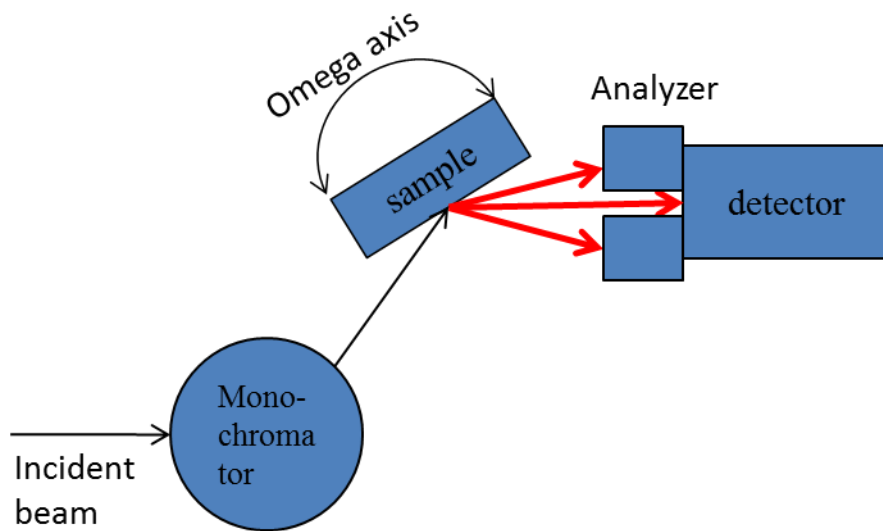 Omega axis
Analyzer
sample
detector
Mono-
chroma
tor
Incident
beam